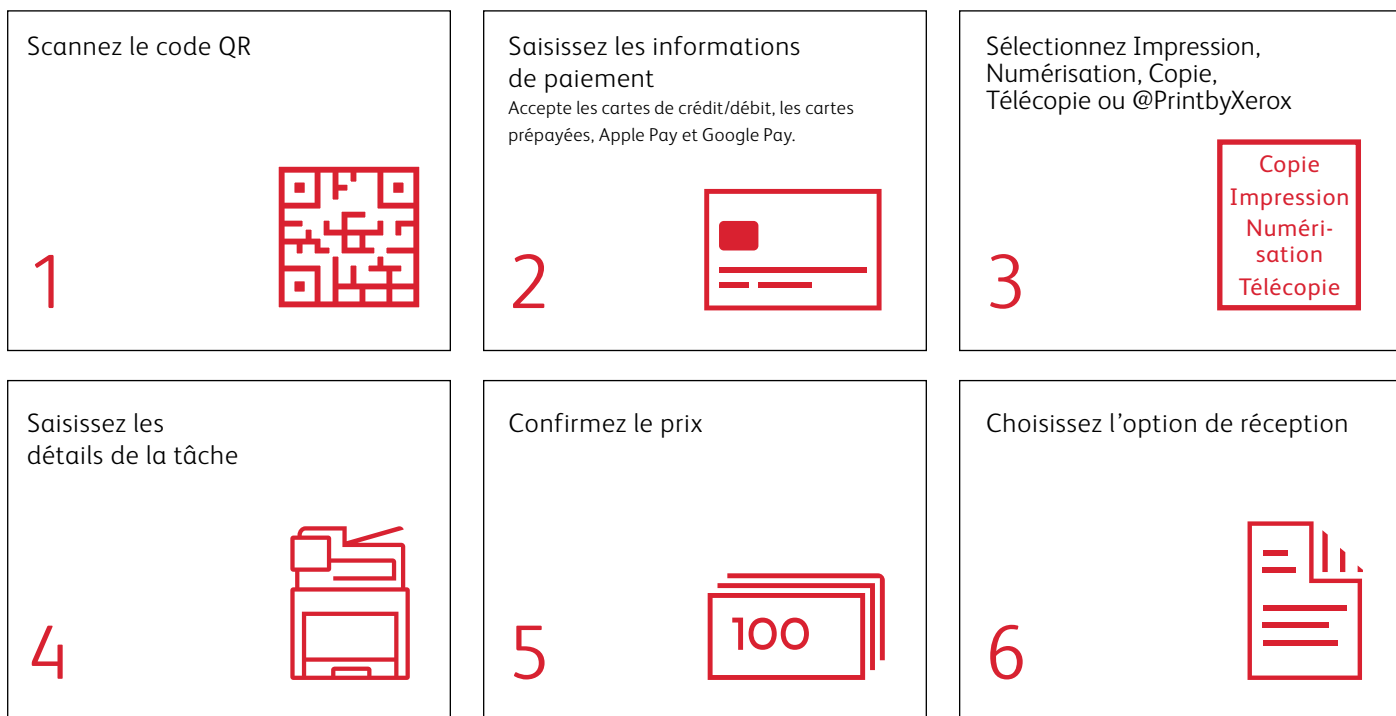 Scannez le code QR
1
Saisissez les informations
de paiement
Accepte les cartes de crédit/débit, les cartes
prépayées, Apple Pay et Google Pay.
2
Sélectionnez Impression,
Numérisation, Copie,
Télécopie ou @PrintbyXerox
Copie
Impression
Numéri-
sation
Télécopie
3
Saisissez les
détails de la tâche
4
Confirmez le prix
100
5
Choisissez l’option de réception
6